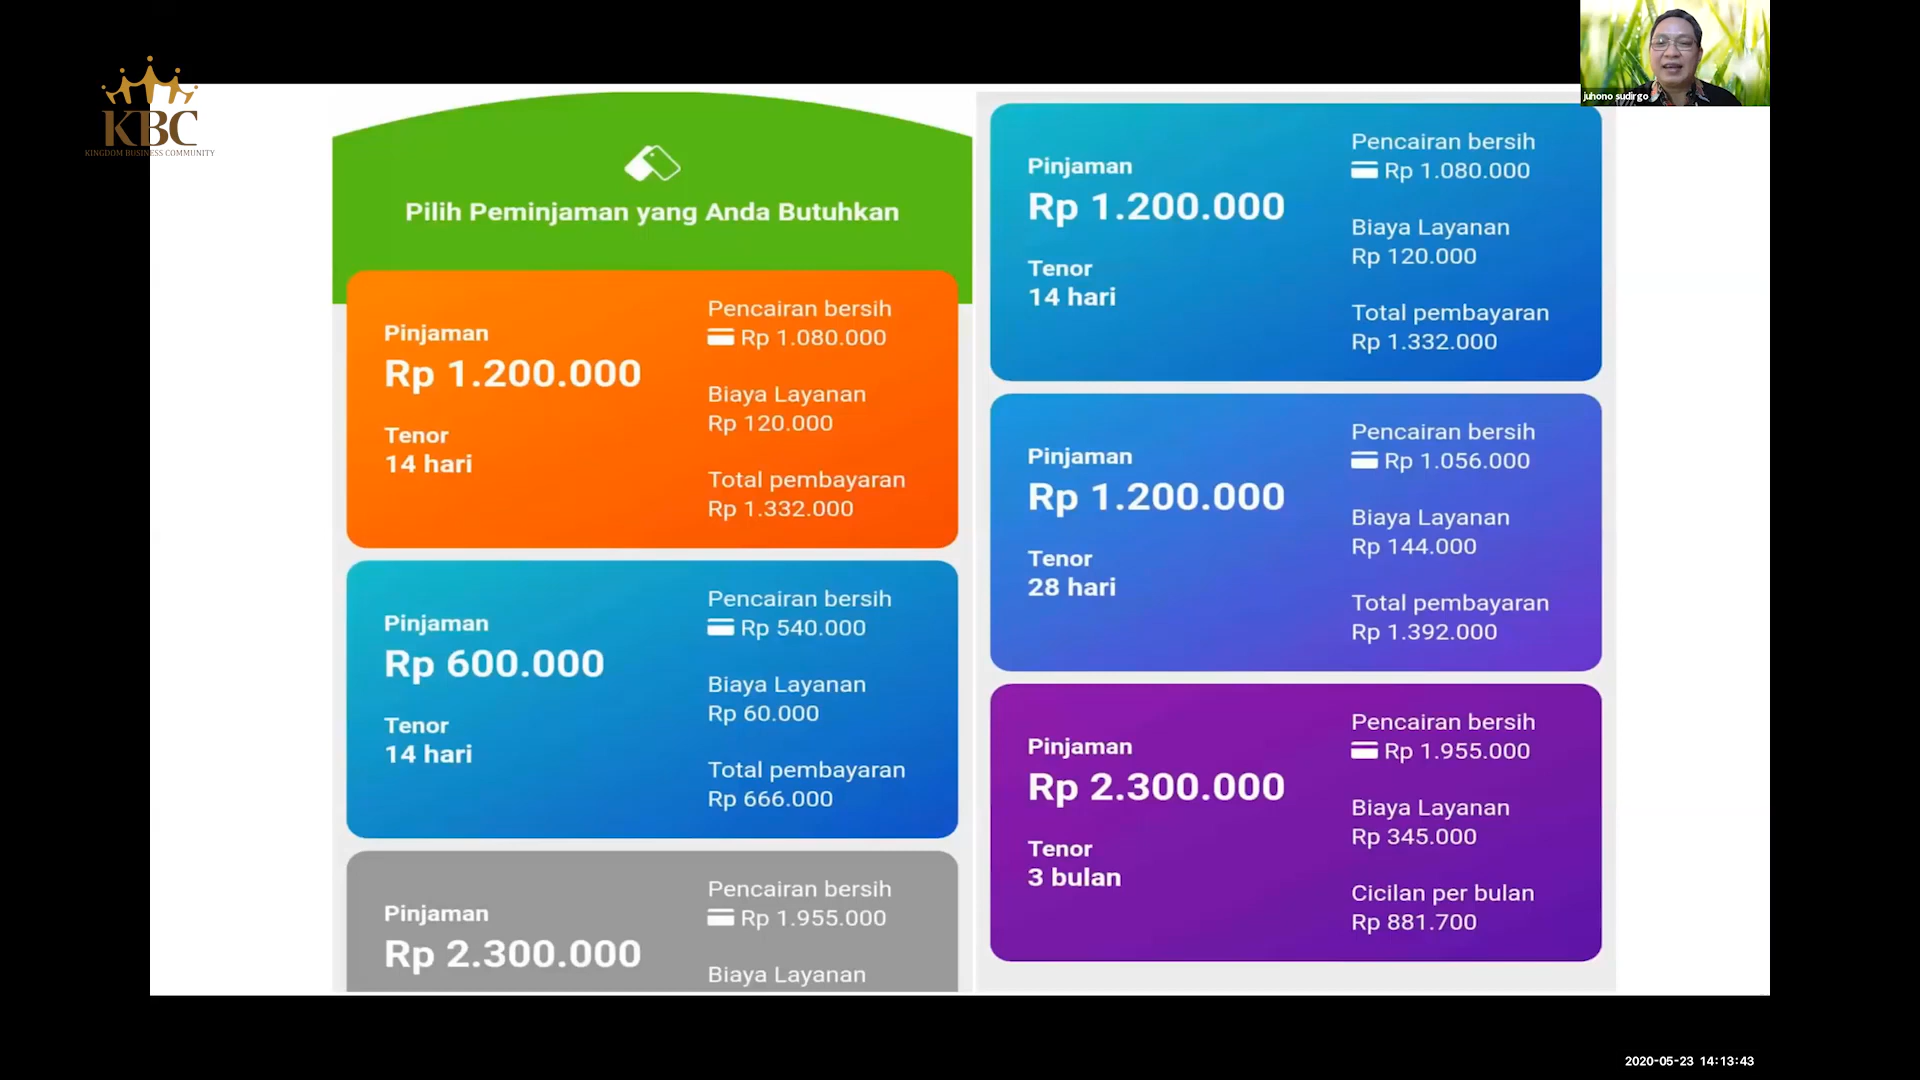 KBC
KINGDOM BUSINESS COMMUNITY
juhono sudirgo
Pilih Peminjaman yang Anda Butuhkan
Pinjaman
Rp 1.200.000
Tenor
14 hari
Pencairan bersih
Rp 1.080.000
Biaya Layanan
Rp 120.000
Total pembayaran
Rp 1.332.000
Pinjaman
Rp 600.000
Tenor
14 hari
Pencairan bersih
Rp 540.000
Biaya Layanan
Rp 60.000
Total pembayaran
Rp 666.000
Pinjaman
Rp 2.300.000
Pencairan bersih
Rp 1.955.000
Biaya Layanan
Pinjaman
Rp 1.200.000
Tenor
14 hari
Pencairan bersih
Rp 1.080.000
Biaya Layanan
Rp 120.000
Total pembayaran
Rp 1.332.000
Pinjaman
Rp 1.200.000
Tenor
28 hari
Pencairan bersih
Rp 1.056.000
Biaya Layanan
Rp 144.000
Total pembayaran
Rp 1.392.000
Pinjaman
Rp 2.300.000
Tenor
3 bulan
Pencairan bersih
Rp 1.955.000
Biaya Layanan
Rp 345.000
Cicilan per bulan
Rp 881.700
2020-05-23 14:13:43